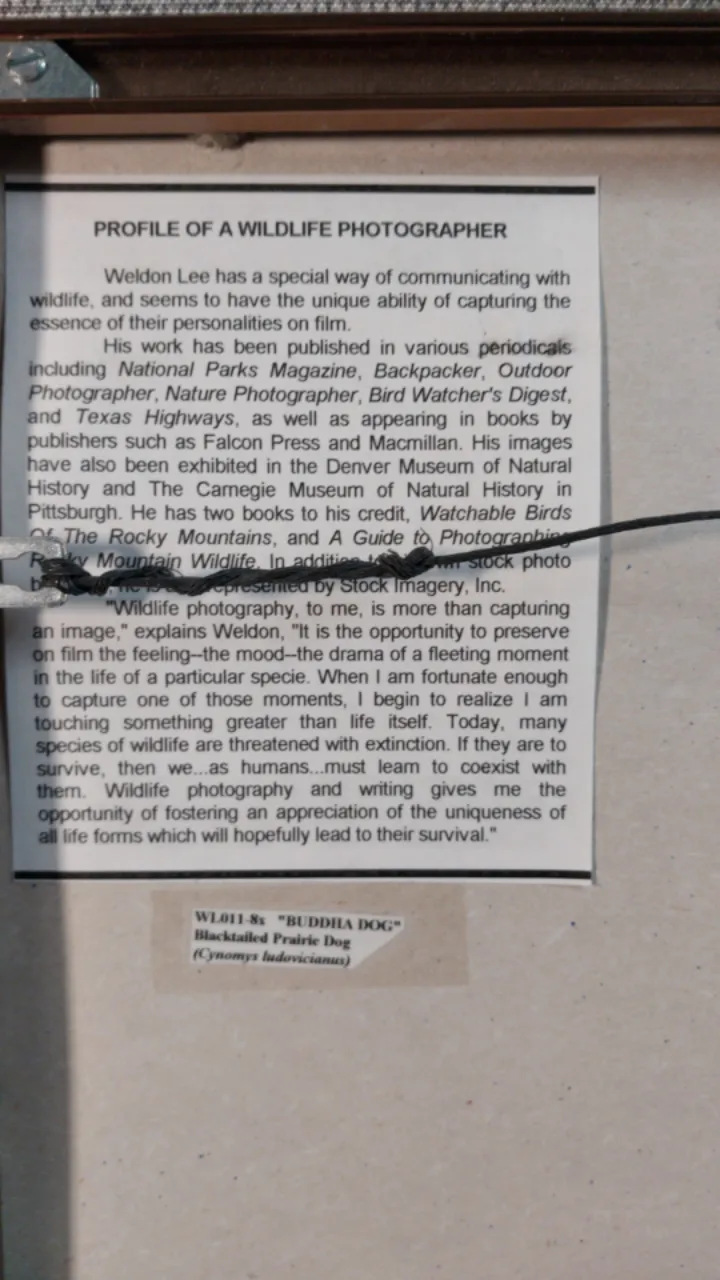 PROFILE OF A WILDLIFE PHOTOGRAPHER
Weldon Lee has a special way of communicating with
wildlife, and seems to have the unique ability of capturing the
essence of their personalities on film.
His work has been published in various periodicals
including National Parks Magazine, Backpacker, Outdoor
Photographer, Nature Photographer, Bird Watcher's Digest,
and Texas Highways, as well as appearing in books by
publishers such as Falcon Press and Macmillan. His images
have also been exhibited in the Denver Museum of Natural
History and The Carnegie Museum of Natural History in
Pittsburgh. He has two books to his credit, Watchable Birds
Of The Rocky Mountains, and A Guide to Photographing
Rocky Mountain Wildlife. In addition stock photo
represented by Stock Imagery, Inc.
"Wildlife photography, to me, is more than capturing
an image," explains Weldon, "It is the opportunity to preserve
on film the feeling--the mood--the drama of a fleeting moment
in the life of a particular specie. When I am fortunate enough
to capture one of those moments, I begin to realize I am
touching something greater than life itself. Today, many
species of wildlife are threatened with extinction. If they are to
survive, then we...as humans...must learn to coexist with
them. Wildlife photography and writing gives me the
opportunity of fostering an appreciation of the uniqueness of
all life forms which will hopefully lead to their survival."
WL011-8x "BUDDHA DOG"
Blacktailed Prairie Dog
(Cynomys ludovicianus)